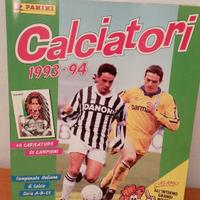 PANINI
Calciatori
1993-94
DANONE
48 CARICATURE
DI CAMPIONI
Campionato Italiano
di Calcio
Serie A-B-C1
ALL'INTERNO
GRANDE